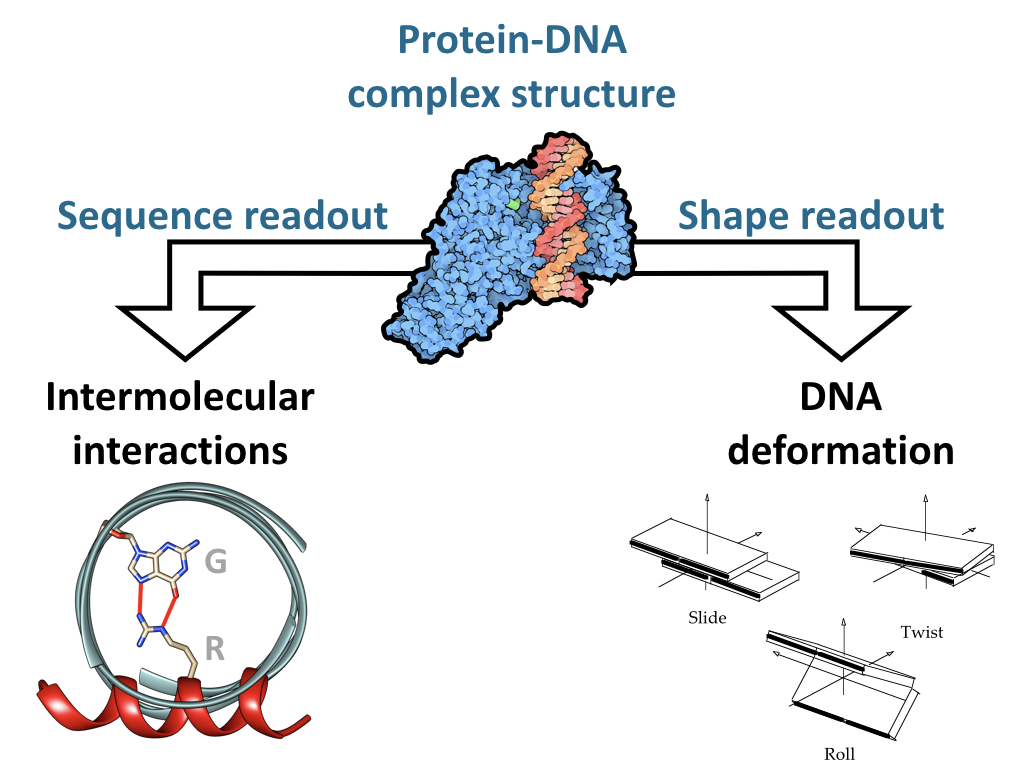 Protein-DNA
complex structure
Sequence readout
Shape readout
Intermolecular
interactions
DNA
deformation
G
R
Slide
Twist
Roll